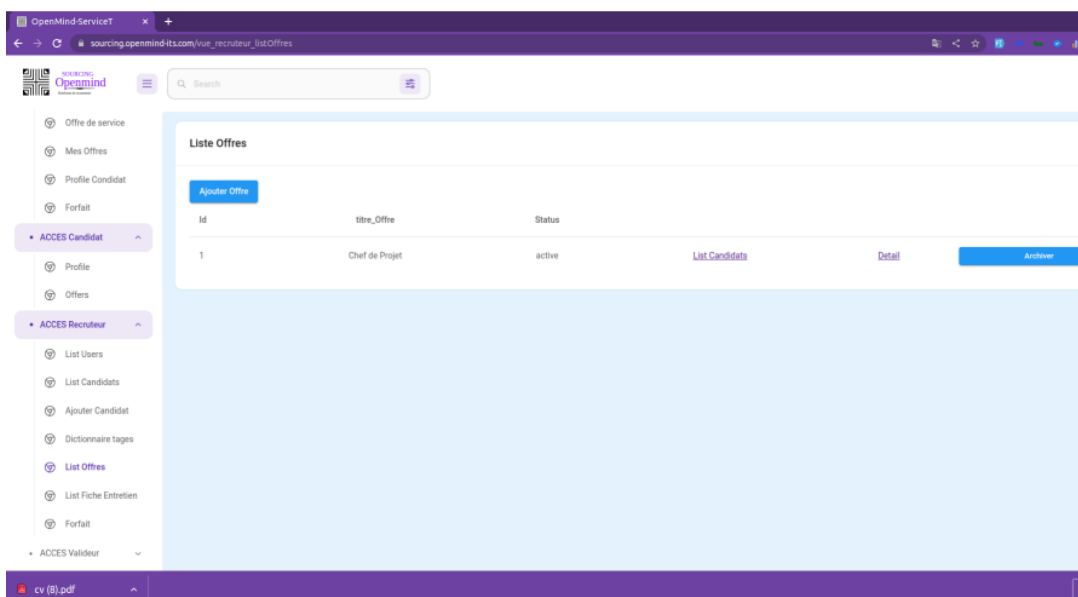 OpenMind-ServiceT
sourcing.openmind-its.com/vue_recruteur_listOffres
SOURCING
Openmind
Search
Offre de service
Mes Offres
Profile Condidat
Forfait
ACCES Candidat
Profile
Offers
ACCES Recruteur
List Users
List Candidats
Ajouter Candidat
Dictionnaire tages
List Offres
List Fiche Entretien
Forfait
ACCES Valideur
Liste Offres
Ajouter Offre
Id titre_Offre Status
1 Chef de Projet active List Candidats Detail Archiver
cv (8).pdf